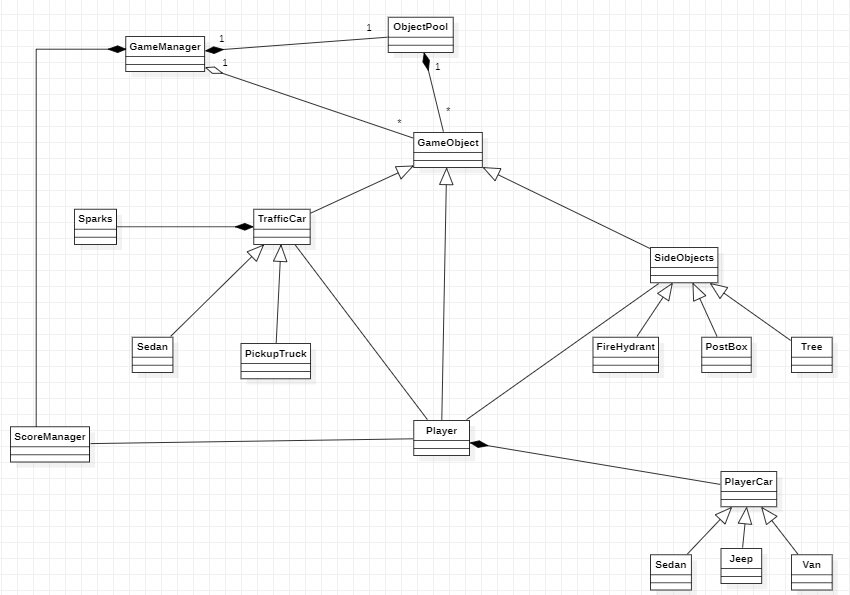 ObjectPool
1
1
GameManager
1
1
*
*
GameObject
Sparks
TrafficCar
SideObjects
Sedan
PickupTruck
FireHydrant
PostBox
Tree
ScoreManager
Player
PlayerCar
Sedan
Jeep
Van